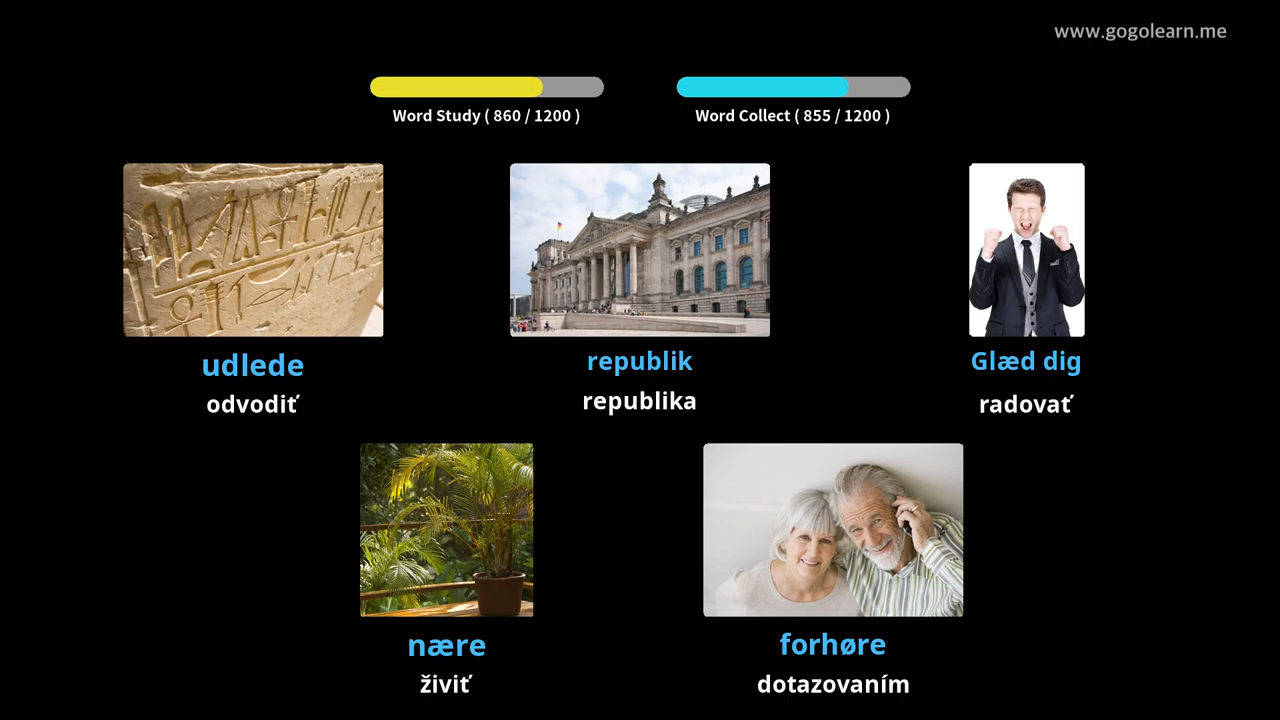 www.gogolearn.me
Word Study ( 860 / 1200 )
Word Collect ( 855 / 1200 )
udlede
odvodiť
republik
republika
Glæd dig
radovať
nære
živiť
forhøre
dotazovaním